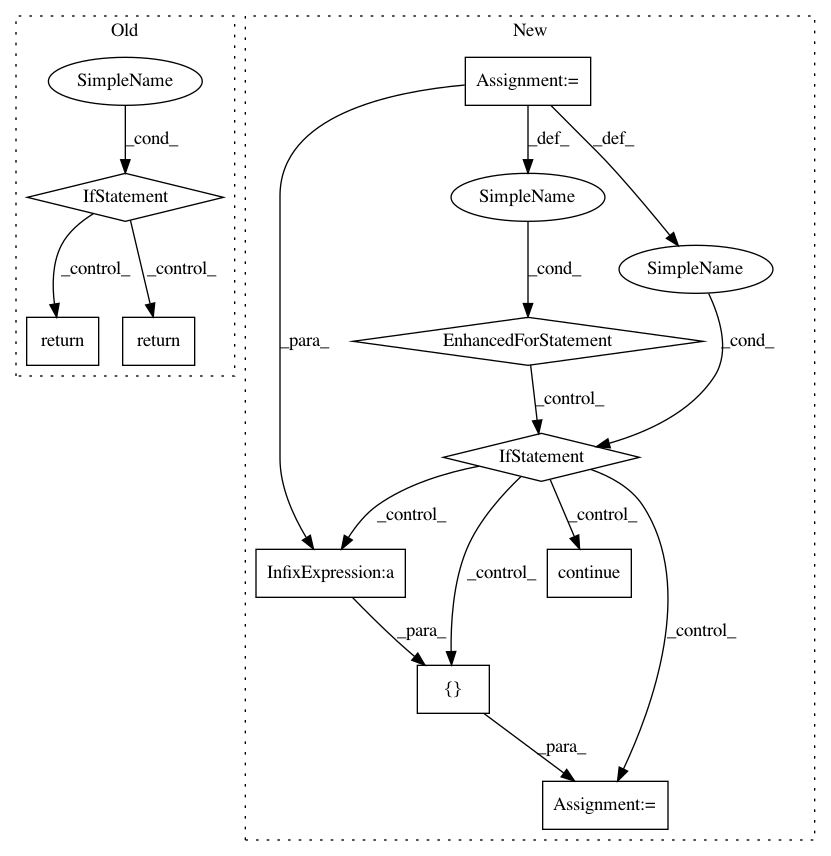 Old
New
SimpleName
Assignment:=
_cond_
_def_
_def_
IfStatement
SimpleName
SimpleName
_control_
_control_
_cond_
return
return
_para_
EnhancedForStatement
_cond_
_control_
IfStatement
_control_
_control_
_control_
InfixExpression:a
continue
_para_
_control_
{}
_para_
Assignment:=